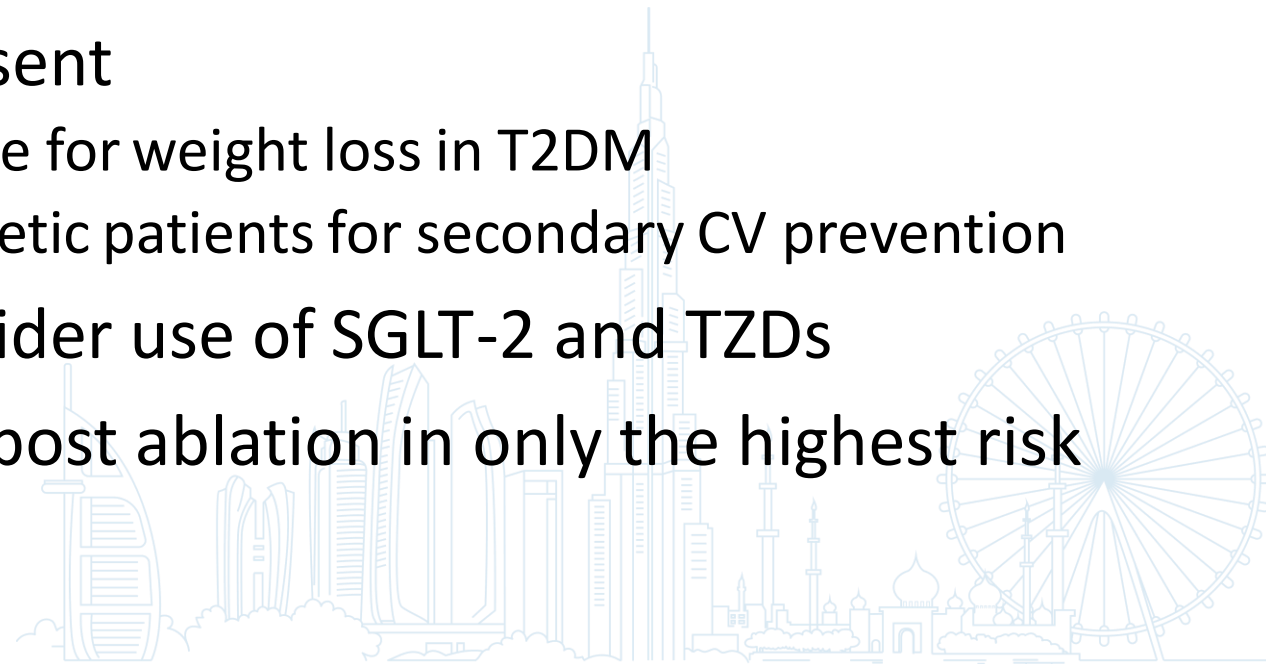 sent
e for weight loss in T2DM
etic patients for secondary CV prevention
ider use of SGLT-2 and TZDs
post ablation in only the highest risk